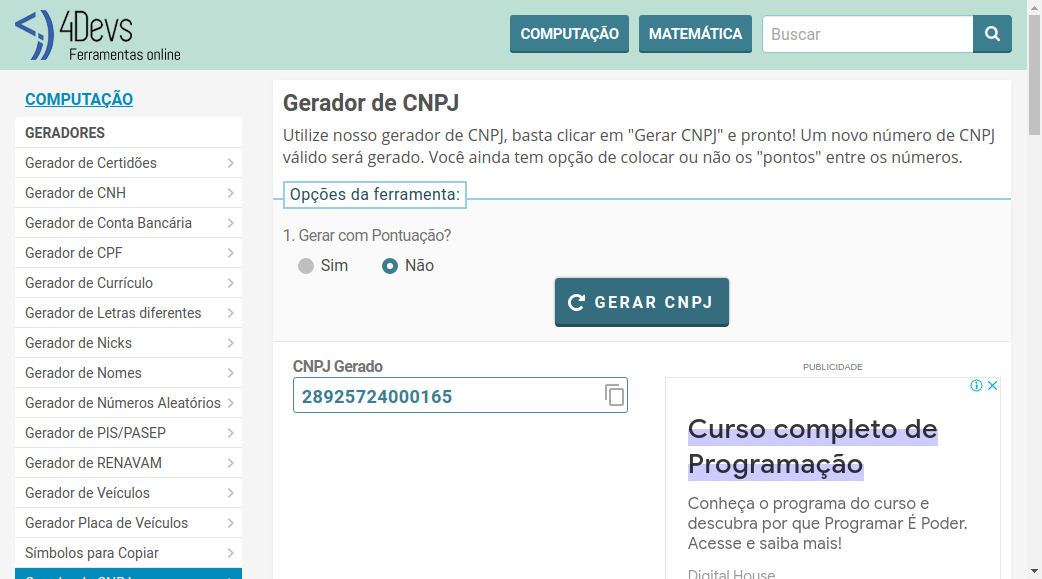 4Devs
Ferramentas online
COMPUTAÇÃO
MATEMÁTICA
Buscar
COMPUTAÇÃO
GERADORES
Gerador de Certidões
Gerador de CNH
Gerador de Conta Bancária
Gerador de CPF
Gerador de Currículo
Gerador de Letras diferentes
Gerador de Nicks
Gerador de Nomes
Gerador de Números Aleatórios
Gerador de PIS/PASEP
Gerador de RENAVAM
Gerador de Veículos
Gerador Placa de Veículos
Símbolos para Copiar
Gerador de CNPJ
Utilize nosso gerador de CNPJ, basta clicar em "Gerar CNPJ" e pronto! Um novo número de CNPJ
válido será gerado. Você ainda tem opção de colocar ou não os "pontos" entre os números.
Opções da ferramenta:
1. Gerar com Pontuação?
Sim
Não
GERAR CNPJ
CNPJ Gerado
28925724000165
PUBLICIDADE
Curso completo de
Programação
Conheça o programa do curso e
descubra por que Programar É Poder.
Acesse e saiba mais!
Digital House